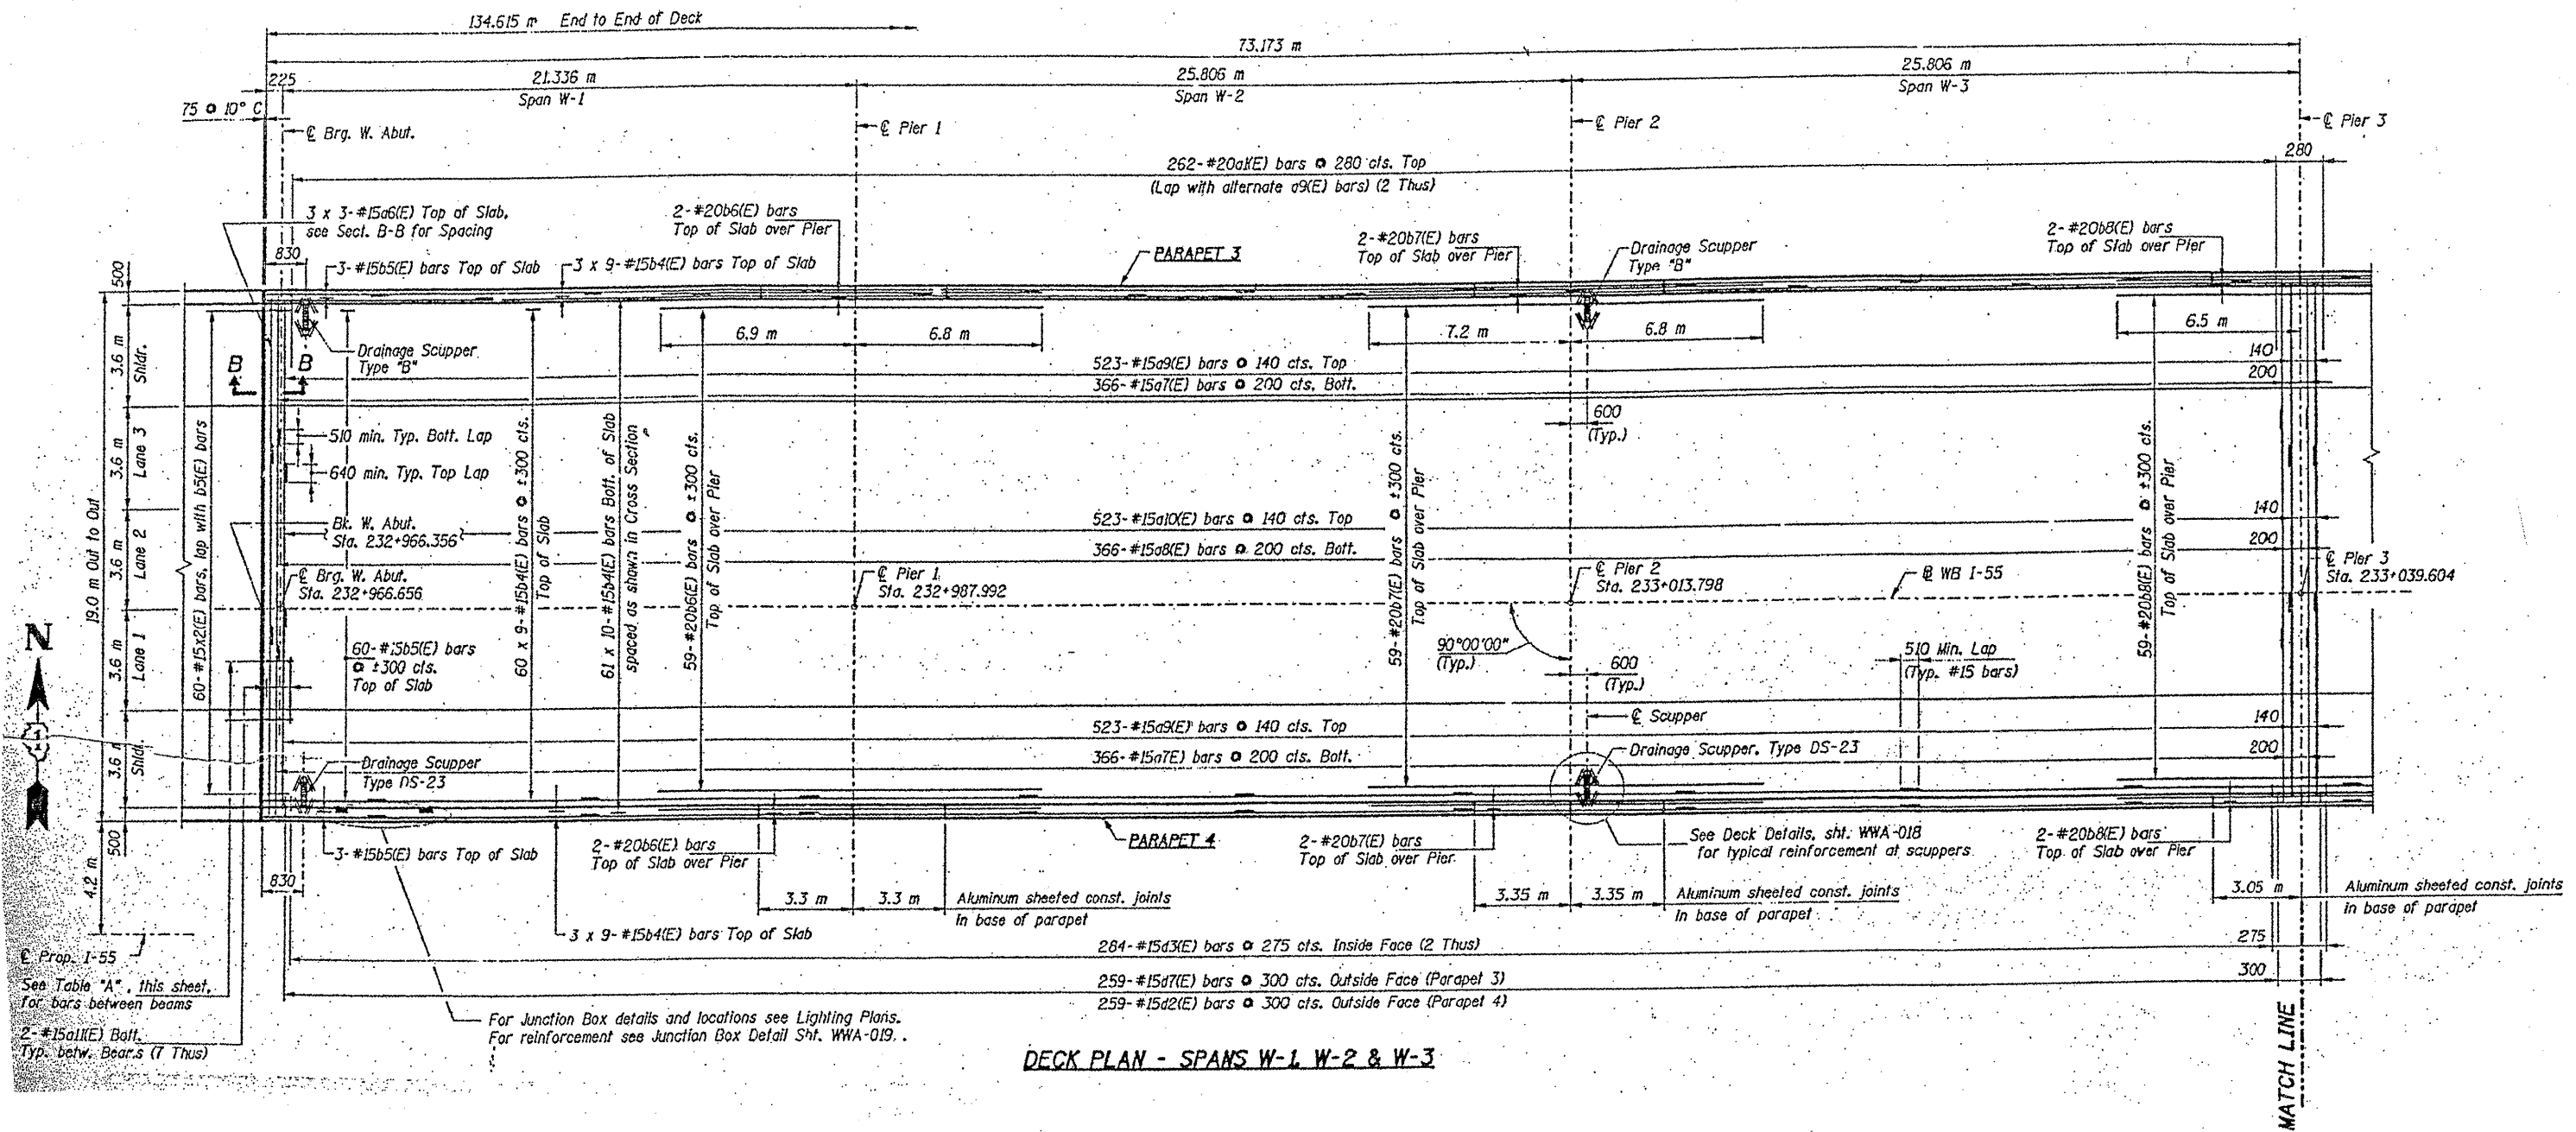 134.615 m End to End of Deck
73.173 m
225
21.336 m
25.806 m
25.806 m
Span W-1
Span W-2
Span W-3
75 @ 10° C
℄ Brg. W. Abut.
℄ Pier 1
℄ Pier 2
℄ Pier 3
262-#20a1(E) bars @ 280 cts. Top
(Lap with alternate a9(E) bars) (2 Thus)
280
3 x 3-#15a6(E) Top of Slab,
see Sect. B-B for Spacing
2-#20b6(E) bars
Top of Slab over Pier
2-#20b7(E) bars
Top of Slab over Pier
Drainage Scupper
Type "B"
2-#20b8(E) bars
Top of Slab over Pier
830
3-#15b5(E) bars Top of Slab
3 x 9-#15b4(E) bars Top of Slab
PARAPET 3
500
6.9 m
6.8 m
7.2 m
6.8 m
6.5 m
3.6 m
Shldr.
Drainage Scupper
Type "B"
B
B
523-#15a9(E) bars @ 140 cts. Top
140
366-#15a7(E) bars @ 200 cts. Bott.
200
600
(Typ.)
3.6 m
Lane 3
510 min. Typ. Bott. Lap
640 min. Typ. Top Lap
19.0 m Out to Out
60-#15x2(E) bars, lap with b5(E) bars
60 x 9-#15b4(E) bars @ ±300 cts.
Top of Slab
61 x 10-#15b4(E) bars Bott. of Slab
spaced as shown in Cross Section
59-#20b6(E) bars @ ±300 cts.
Top of Slab over Pier
59-#20b7(E) bars @ ±300 cts.
Top of Slab over Pier
59-#20b8(E) bars @ ±300 cts.
Top of Slab over Pier
3.6 m
Lane 2
Bk. W. Abut.
Sta. 232+966.356
523-#15a10(E) bars @ 140 cts. Top
140
366-#15a8(E) bars @ 200 cts. Bott.
200
℄ Brg. W. Abut.
Sta. 232+966.656
℄ Pier 1
Sta. 232+987.992
℄ Pier 2
Sta. 233+013.798
WB I-55
℄ Pier 3
Sta. 233+039.604
N
3.6 m
Lane 1
60-#15b5(E) bars
@ ±300 cts.
Top of Slab
90°00'00"
(Typ.)
600
(Typ.)
510 Min. Lap
(Typ. #15 bars)
℄ Scupper
523-#15a9(E) bars @ 140 cts. Top
140
366-#15a7E) bars @ 200 cts. Bott.
200
3.6
Shldr.
Drainage Scupper
Type DS-23
Drainage Scupper, Type DS-23
500
4.2 m
3-#15b5(E) bars Top of Slab
2-#20b6(E) bars
Top of Slab over Pier
PARAPET 4
2-#20b7(E) bars
Top of Slab over Pier
See Deck Details, sht. WWA-018
for typical reinforcement at scuppers
2-#20b8(E) bars
Top of Slab over Pier
830
3.3 m
3.3 m
Aluminum sheeted const. joints
in base of parapet
3.35 m
3.35 m
Aluminum sheeted const. joints
in base of parapet
3.05 m
Aluminum sheeted const. joints
in base of parapet
3 x 9-#15b4(E) bars Top of Slab
284-#15d3(E) bars @ 275 cts. Inside Face (2 Thus)
275
℄ Prop. I-55
See Table "A", this sheet,
for bars between beams
259-#15d7(E) bars @ 300 cts. Outside Face (Parapet 3)
300
259-#15d2(E) bars @ 300 cts. Outside Face (Parapet 4)
2-#15a11(E) Bott.
Typ. betw. Beams (7 Thus)
For Junction Box details and locations see Lighting Plans.
For reinforcement see Junction Box Detail Sht. WWA-019.
DECK PLAN - SPANS W-1, W-2 & W-3
MATCH LINE